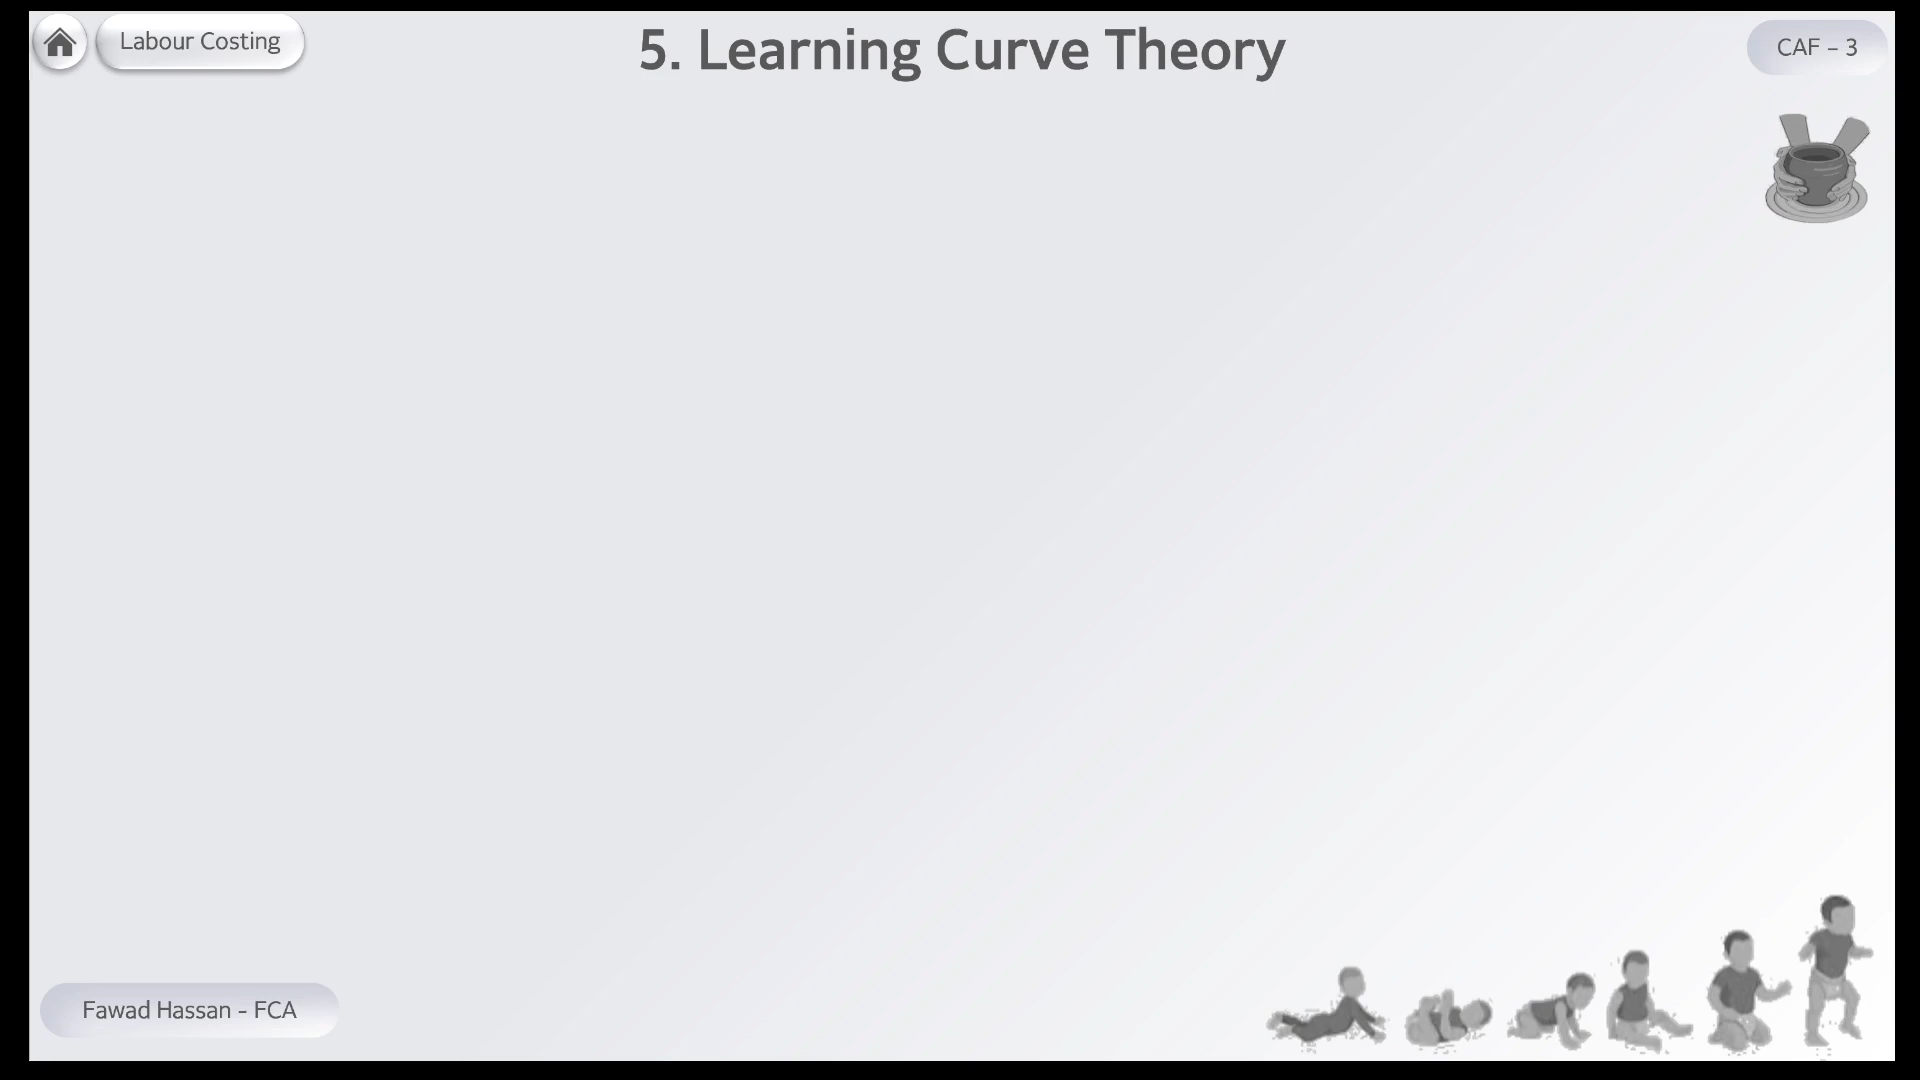 Labour Costing
5. Learning Curve Theory
CAF – 3
Fawad Hassan - FCA